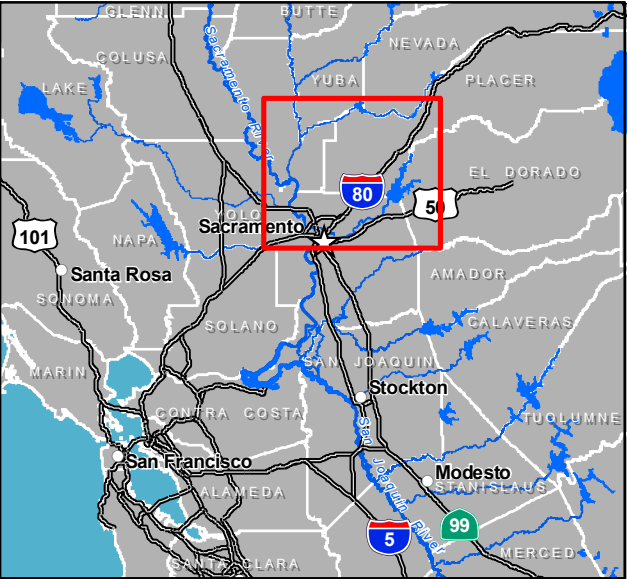 GLENN
BUTTE
NEVADA
COLUSA
YUBA
PLACER
LAKE
Sacramento River
EL DORADO
80
50
YOLO
Sacramento
101
NAPA
Santa Rosa
AMADOR
SONOMA
SOLANO
CALAVERAS
SAN JOAQUIN
MARIN
Stockton
CONTRA COSTA
TUOLUMNE
San Francisco
Stan Joaquin River
Modesto
STANISLAUS
ALAMEDA
99
5
MERCED
SANTA CLARA